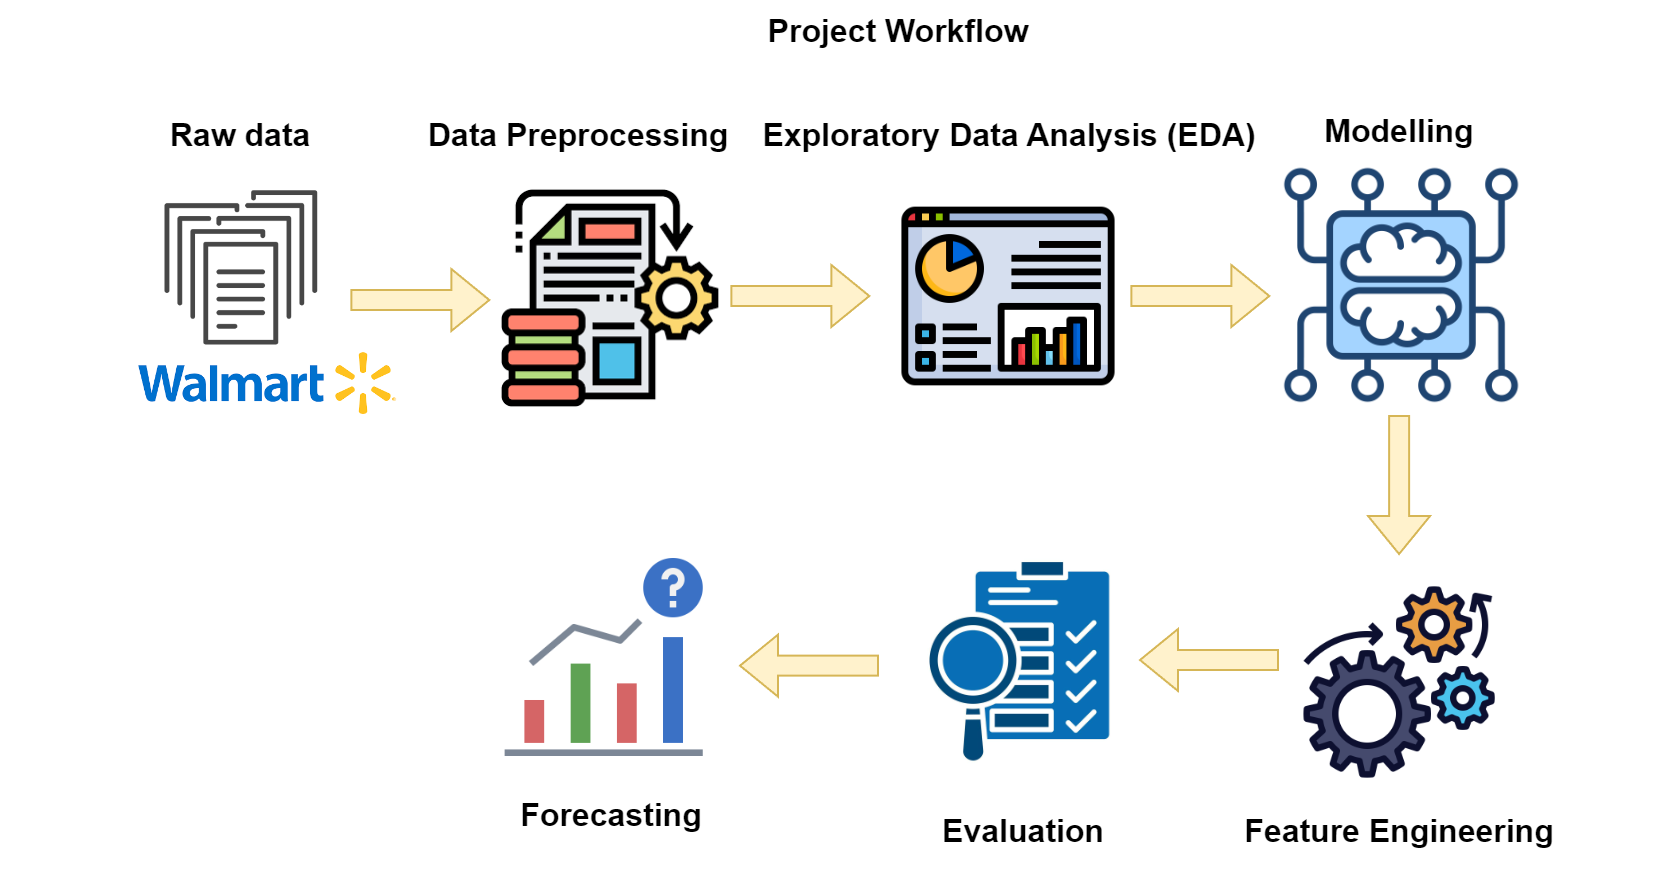 Project Workflow
Raw data
Data Preprocessing
Exploratory Data Analysis (EDA)
Modelling
Walmart
?
Forecasting
Evaluation
Feature Engineering